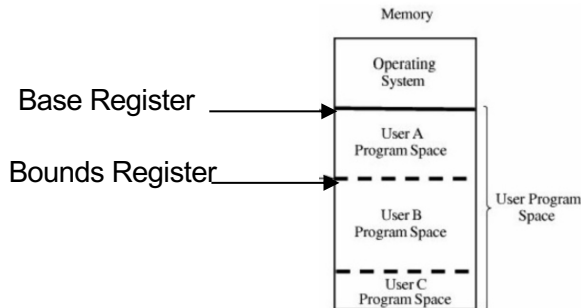 Memory
Operating
System
Base Register
User A
Program Space
Bounds Register
User B
Program Space
User Program
Space
User C
Program Space